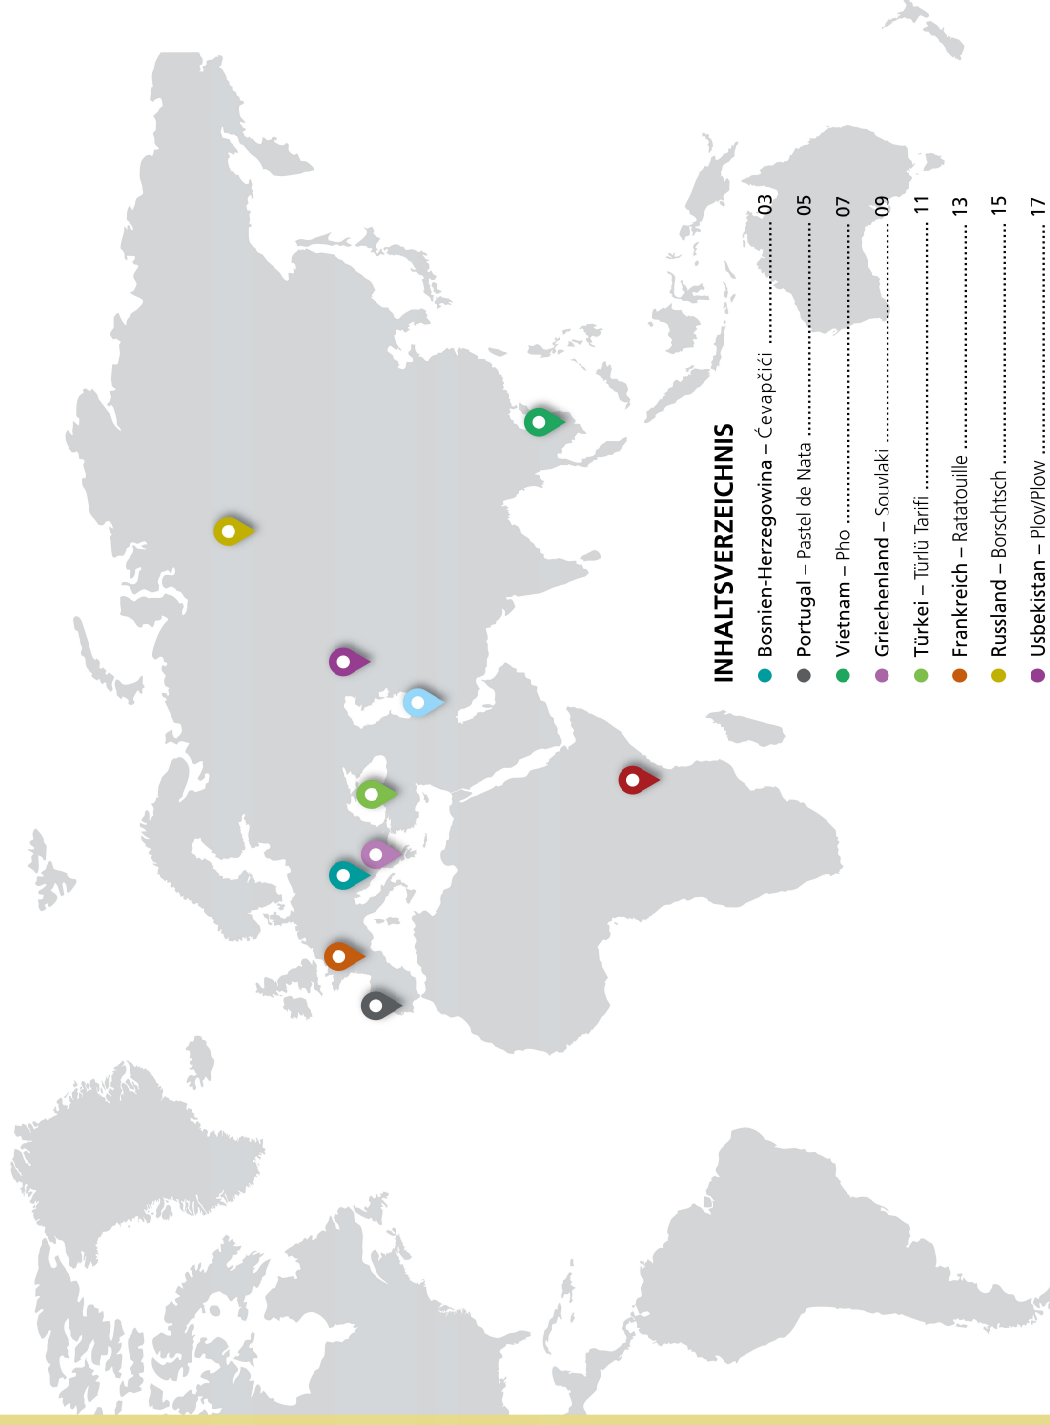 INHALTSVERZEICHNIS
Bosnien-Herzegowina – Ćevapčići ........................ 03
Portugal – Pastel de Nata ........................................ 05
Vietnam – Pho ........................................................ 07
Griechenland – Souvlaki ........................................ 09
Türkei – Türlü Tarifi ................................................ 11
Frankreich – Ratatouille .......................................... 13
Russland – Borschtsch ............................................ 15
Usbekistan – Plov/Plow .......................................... 17